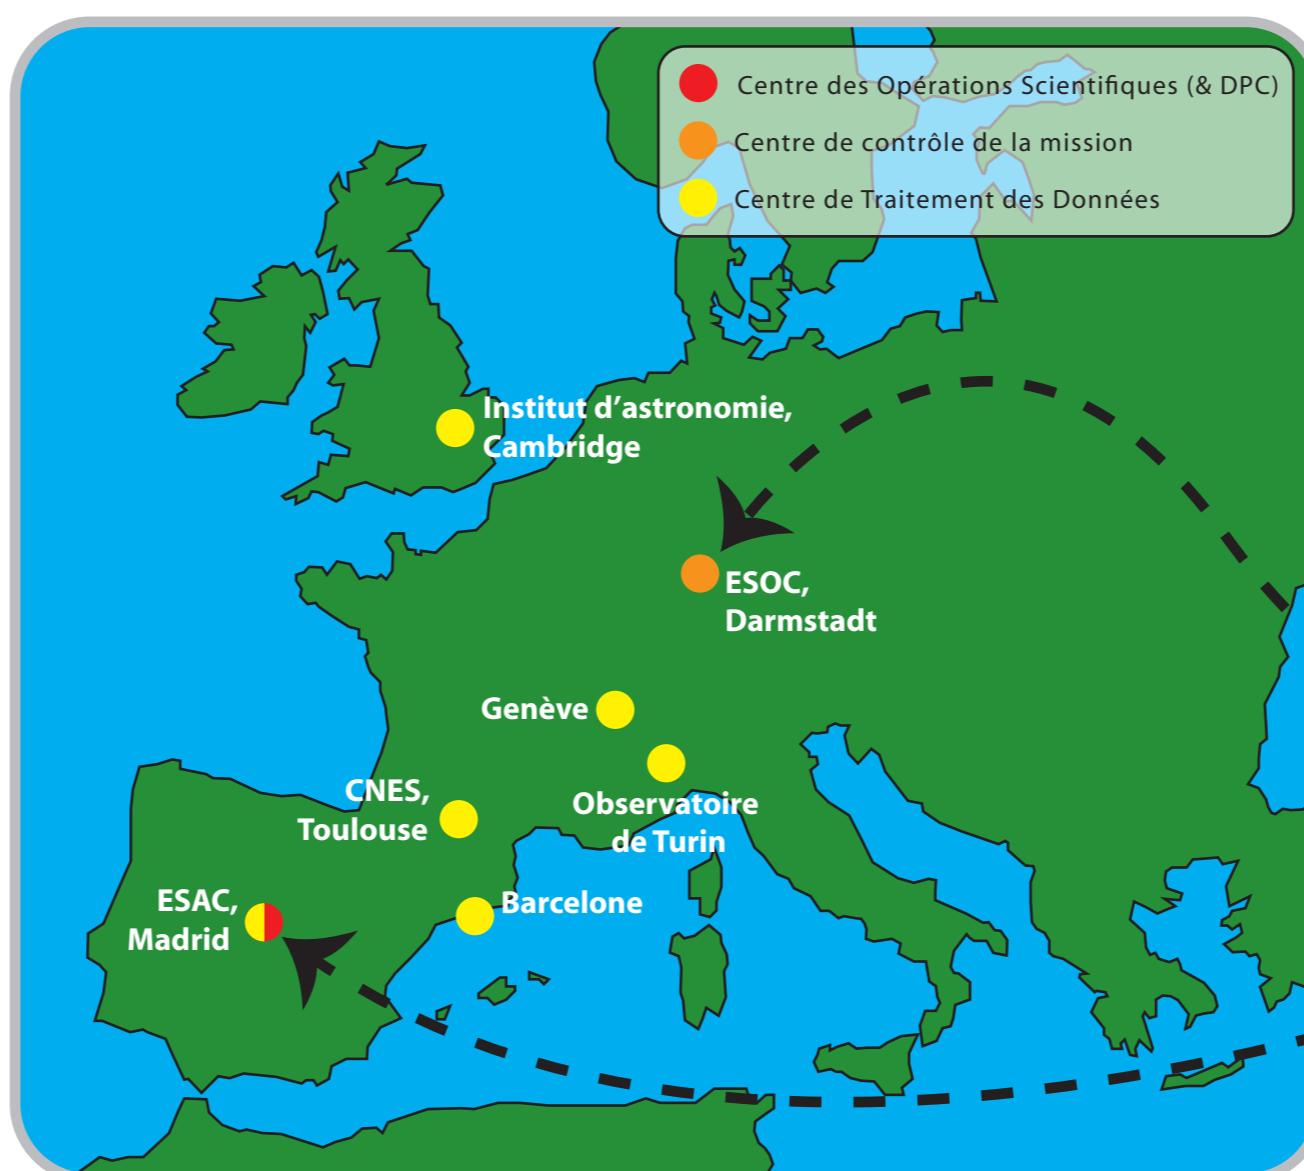 Centre des Opérations Scientifiques (& DPC)
Centre de contrôle de la mission
Centre de Traitement des Données
Institut d'astronomie,
Cambridge
ESOC,
Darmstadt
Genève
CNES,
Toulouse
Observatoire
de Turin
ESAC,
Madrid
Barcelone